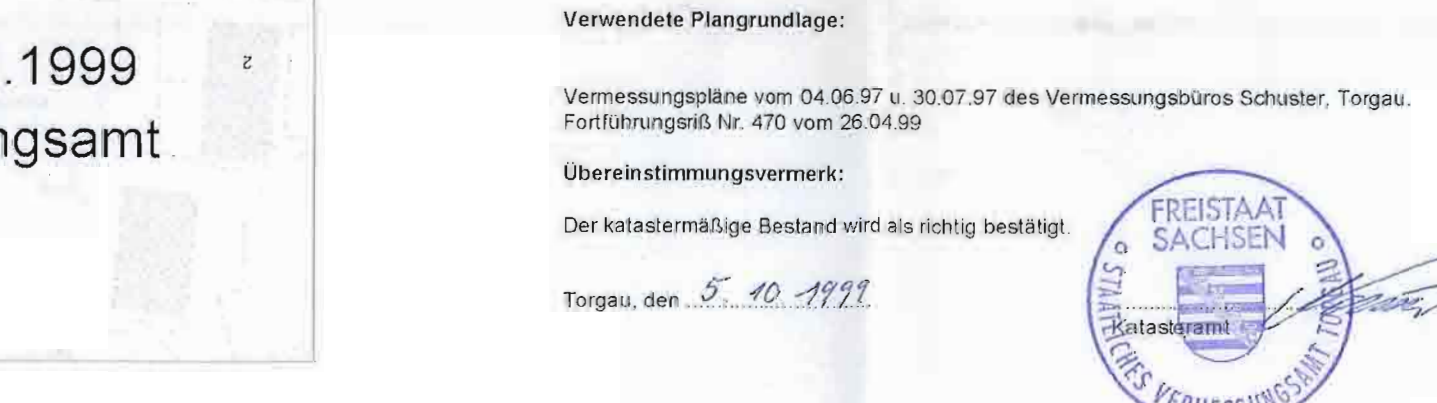 .1999
ngsamt
2
Verwendete Plangrundlage:
Vermessungspläne vom 04.06.97 u. 30.07.97 des Vermessungsbüros Schuster, Torgau.
Fortführungsriß Nr. 470 vom 26.04.99
Übereinstimmungsvermerk:
Der katastermäßige Bestand wird als richtig bestätigt.
Torgau, den 5. 10. 1999
FREISTAAT
SACHSEN
STAATLICHES VERMESSUNGSAMT TORGAU
Katasteramt